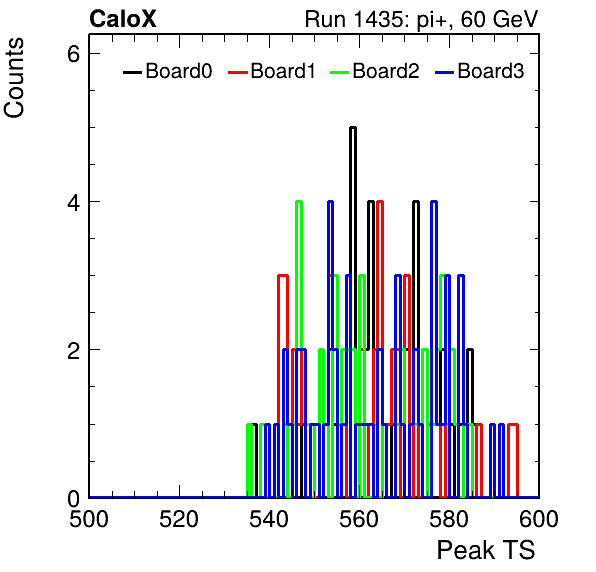 CaloX Run 1435: pi+, 60 GeV
Counts
Board0 Board1 Board2 Board3
6
4
2
0
500 520 540 560 580 600
Peak TS